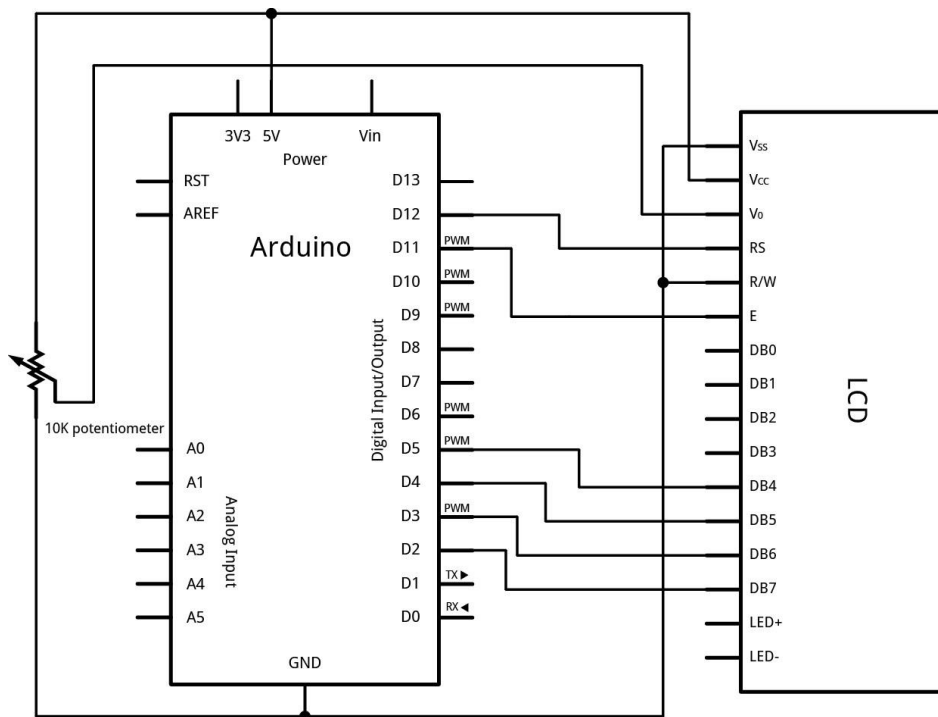 3V3 5V Vin
Power
RST
AREF
Arduino
D13
D12
D11 PWM
D10 PWM
D9 PWM
D8
D7
D6 PWM
D5 PWM
D4
D3 PWM
D2
D1 TX ▶
D0 RX ◀
Digital Input/Output
10K potentiometer
A0
A1
A2
A3
A4
A5
Analog Input
GND
Vss
Vcc
V0
RS
R/W
E
DB0
DB1
DB2
DB3
DB4
DB5
DB6
DB7
LED+
LED-
LCD